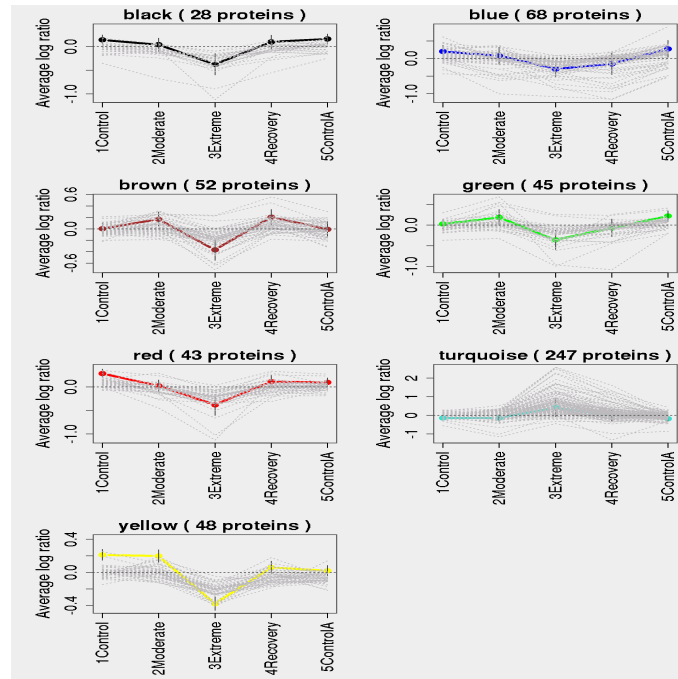 black ( 28 proteins )
Average log ratio
0.0
-1.0
1Control
2Moderate
3Extreme
4Recovery
5ControlA
blue ( 68 proteins )
Average log ratio
0.0
-1.0
1Control
2Moderate
3Extreme
4Recovery
5ControlA
brown ( 52 proteins )
Average log ratio
0.6
0.0
-0.6
1Control
2Moderate
3Extreme
4Recovery
5ControlA
green ( 45 proteins )
Average log ratio
0.0
-1.0
1Control
2Moderate
3Extreme
4Recovery
5ControlA
red ( 43 proteins )
Average log ratio
0.0
-1.0
1Control
2Moderate
3Extreme
4Recovery
5ControlA
turquoise ( 247 proteins )
Average log ratio
2
1
0
-1
1Control
2Moderate
3Extreme
4Recovery
5ControlA
yellow ( 48 proteins )
Average log ratio
0.4
0.0
-0.4
1Control
2Moderate
3Extreme
4Recovery
5ControlA